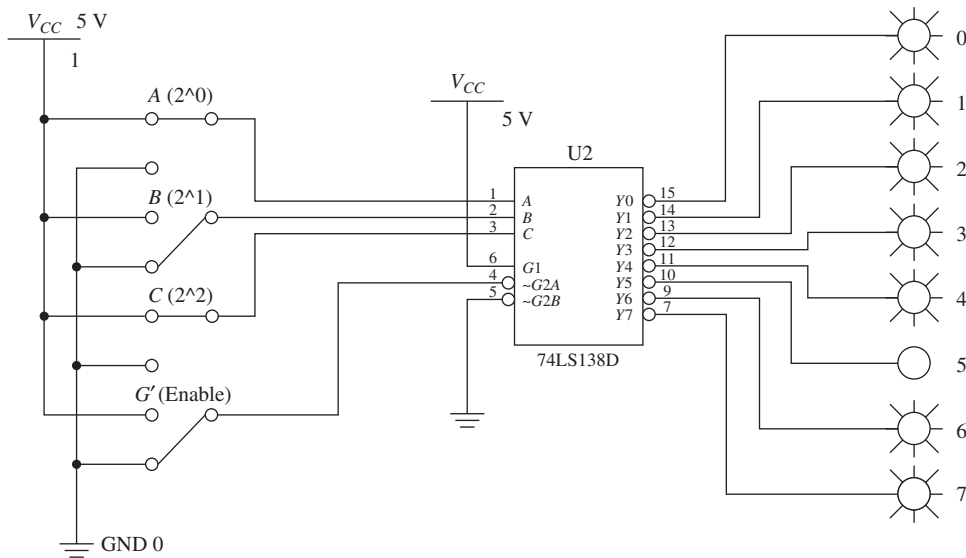 V_CC 5 V
1
A (2^0)
B (2^1)
C (2^2)
G′ (Enable)
GND 0
V_CC
5 V
U2
1 A
2 B
3 C
6 G1
4 ~G2A
5 ~G2B
Y0 15
Y1 14
Y2 13
Y3 12
Y4 11
Y5 10
Y6 9
Y7 7
74LS138D
0
1
2
3
4
5
6
7